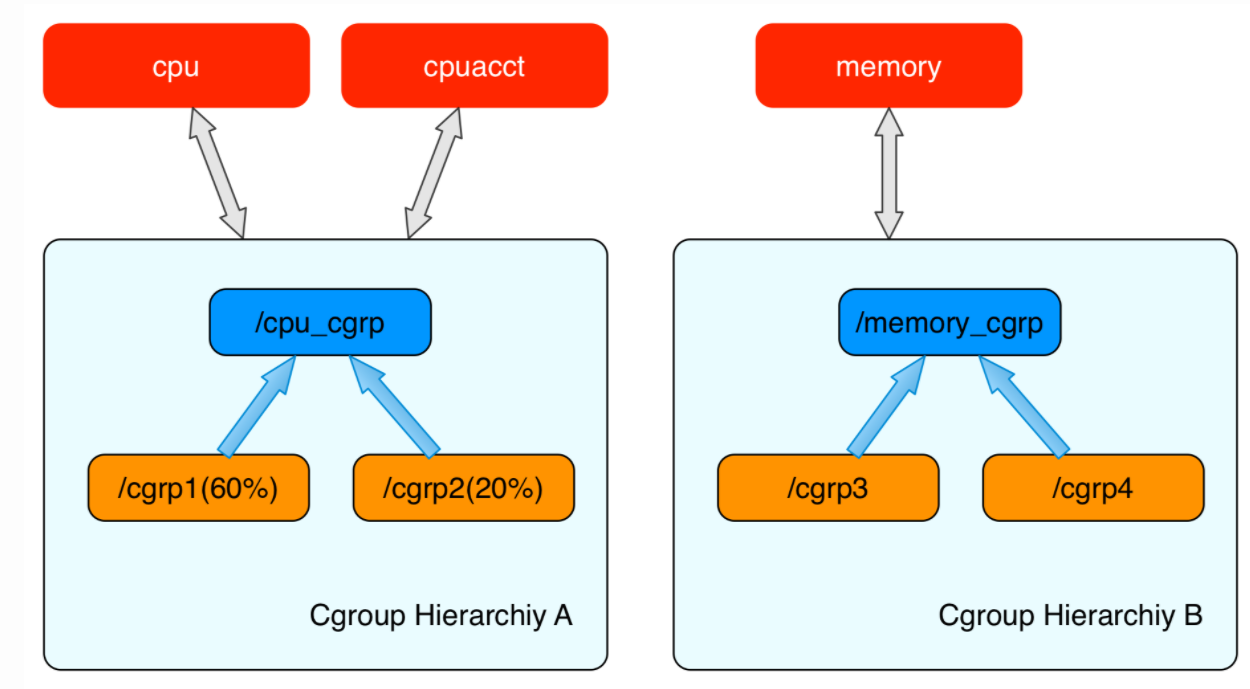 cpu
cpuacct
memory
/cpu_cgrp
/memory_cgrp
/cgrp1(60%)
/cgrp2(20%)
/cgrp3
/cgrp4
Cgroup Hierarchiy A
Cgroup Hierarchiy B